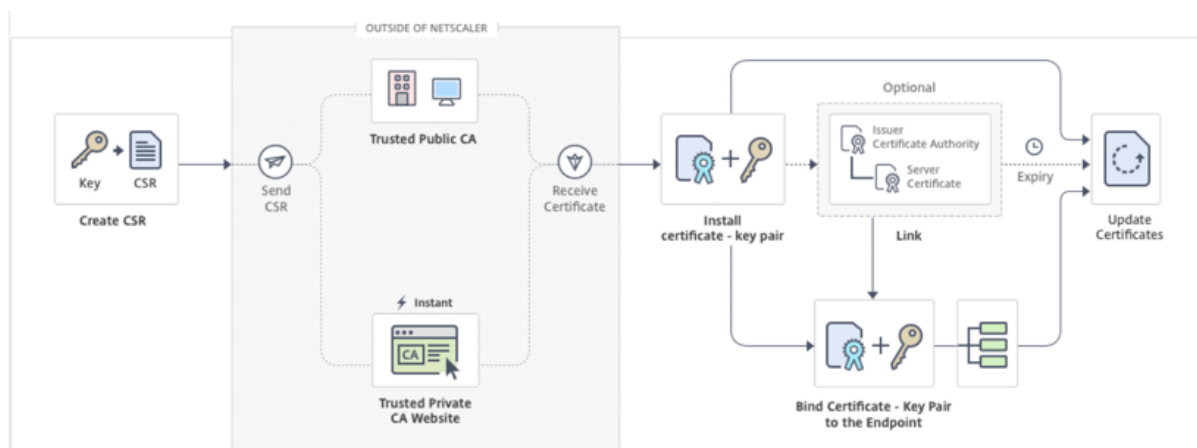 OUTSIDE OF NETSCALER
Key
CSR
Create CSR
Send
CSR
Trusted Public CA
Instant
CA
Trusted Private
CA Website
Receive
Certificate
Install
certificate - key pair
Optional
Issuer
Certificate Authority
Server
Certificate
Link
Expiry
Update
Certificates
Bind Certificate - Key Pair
to the Endpoint